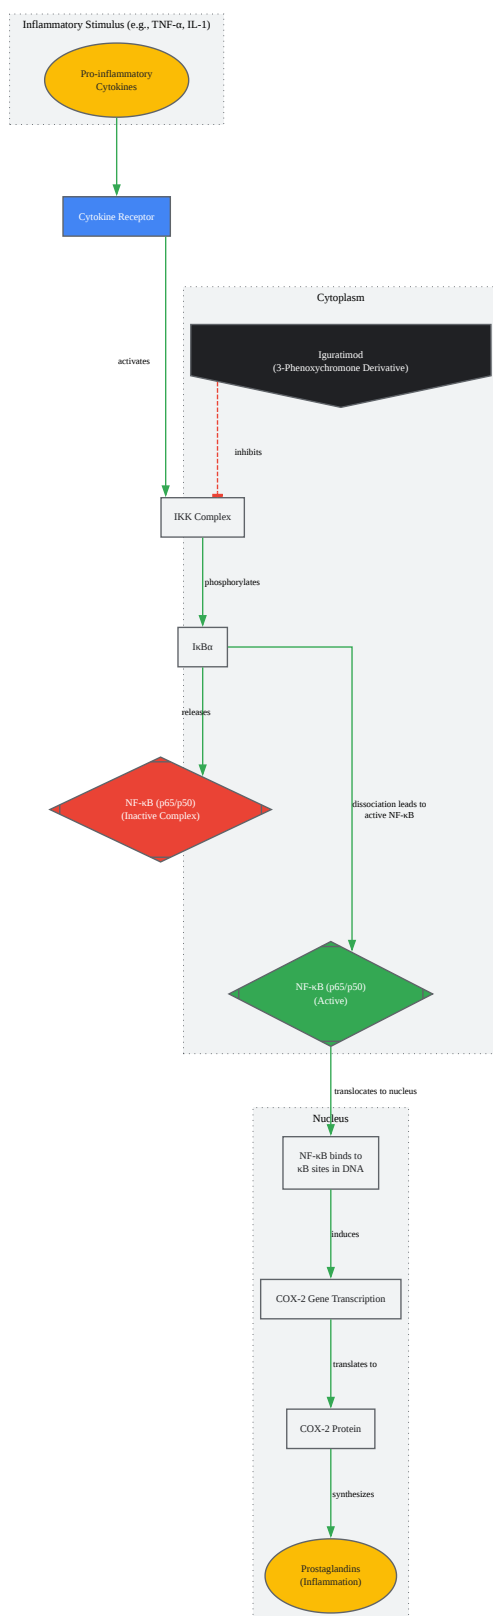 Inflammatory Stimulus (e.g., TNF-α, IL-1)
Pro-inflammatory
Cytokines
Cytokine Receptor
Cytoplasm
activates
Iguratimod
(3-Phenoxychromone Derivative)
inhibits
IKK Complex
phosphorylates
IκBα
releases
NF-κB (p65/p50)
(Inactive Complex)
dissociation leads to
active NF-κB
NF-κB (p65/p50)
(Active)
translocates to nucleus
Nucleus
NF-κB binds to
κB sites in DNA
induces
COX-2 Gene Transcription
translates to
COX-2 Protein
synthesizes
Prostaglandins
(Inflammation)